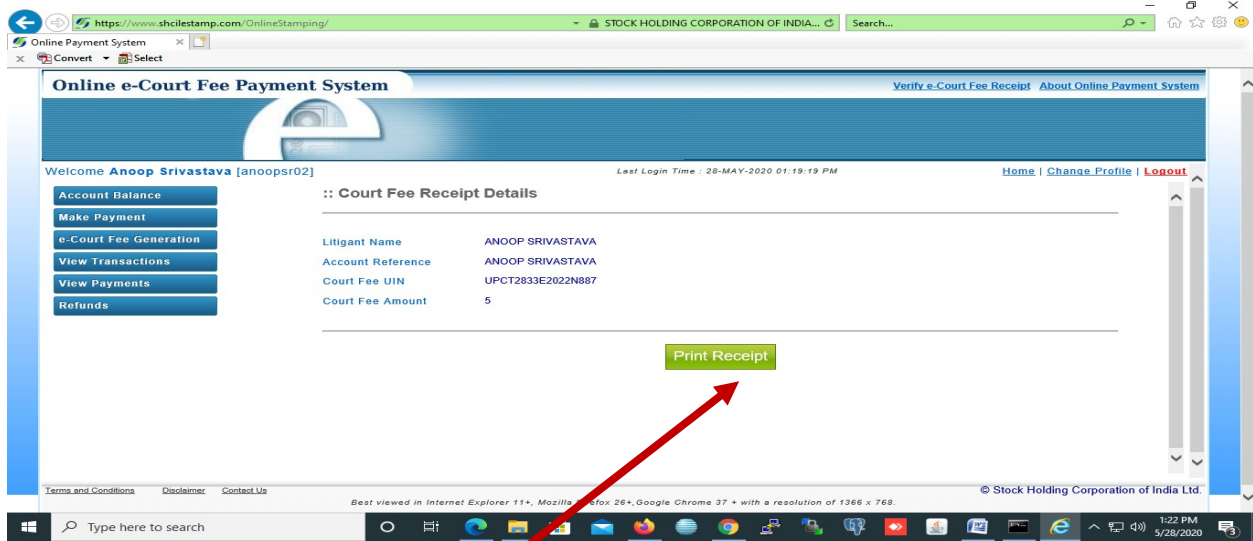 https://www.shcilestamp.com/OnlineStamping/
STOCK HOLDING CORPORATION OF INDIA...
Search...
Online Payment System
Convert
Select
Online e-Court Fee Payment System
Verify e-Court Fee Receipt
About Online Payment System
Welcome Anoop Srivastava [anoopsr02]
Last Login Time : 28-MAY-2020 01:19:19 PM
Home | Change Profile | Logout
Account Balance
Make Payment
e-Court Fee Generation
View Transactions
View Payments
Refunds
:: Court Fee Receipt Details
Litigant Name ANOOP SRIVASTAVA
Account Reference ANOOP SRIVASTAVA
Court Fee UIN UPCT2833E2022N887
Court Fee Amount 5
Print Receipt
Terms and Conditions Disclaimer Contact Us
© Stock Holding Corporation of India Ltd.
Best viewed in Internet Explorer 11+, Mozilla 26+,Google Chrome 37 + with a resolution of 1366 x 768.
Type here to search
1:22 PM
5/28/2020